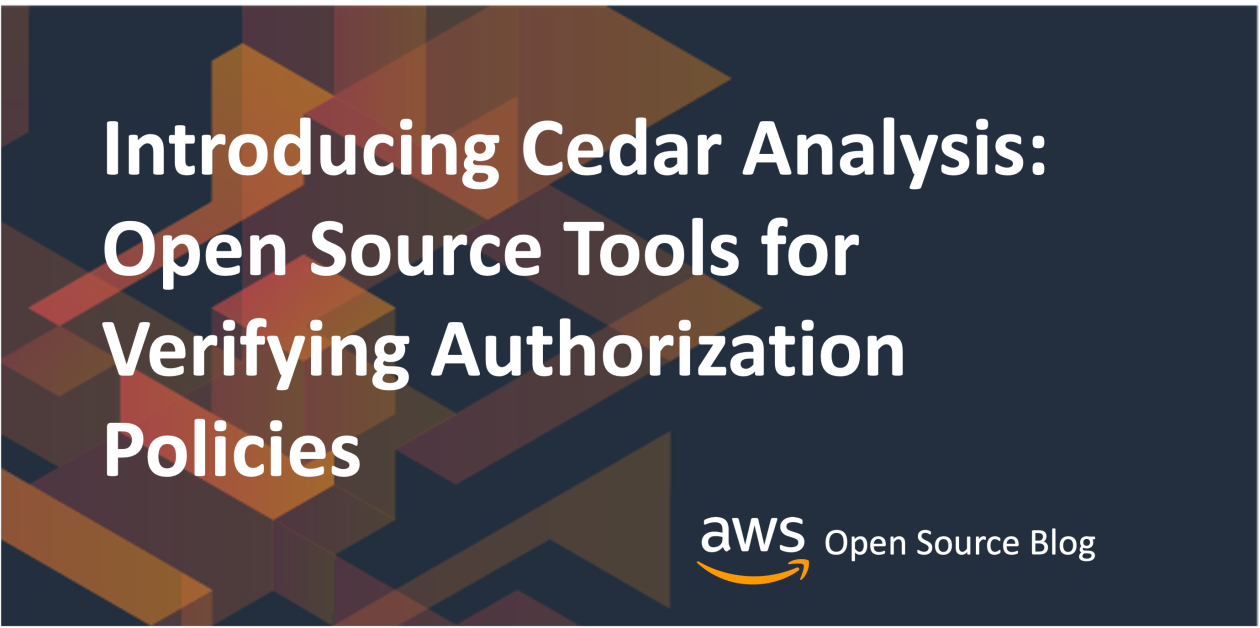 Introducing Cedar Analysis:
Open Source Tools for
Verifying Authorization
Policies
aws Open Source Blog